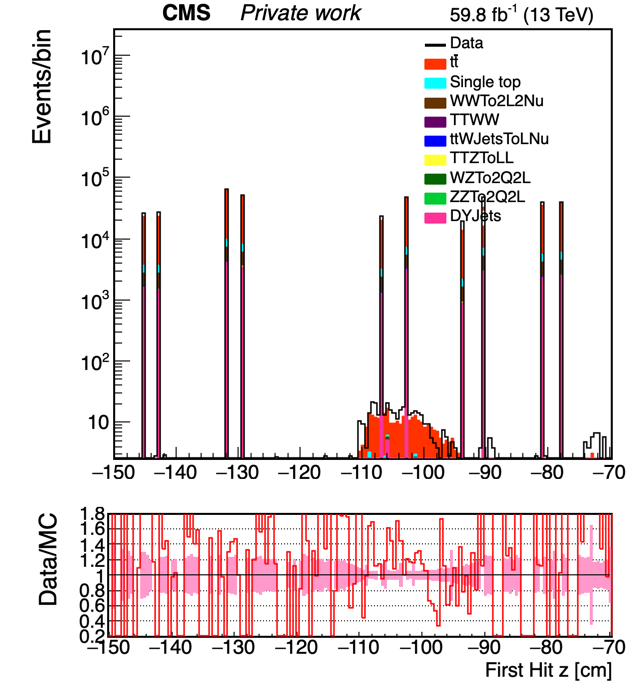 CMS Private work 59.8 fb⁻¹ (13 TeV)
Events/bin
10⁷
10⁶
10⁵
10⁴
10³
10²
10
Data
tt̄
Single top
WWTo2L2Nu
TTWW
ttWJetsToLNu
TTZToLL
WZTo2Q2L
ZZTo2Q2L
DYJets
−150 −140 −130 −120 −110 −100 −90 −80 −70
Data/MC
1.8
1.6
1.4
1.2
1
0.8
0.6
0.4
0.2
−150 −140 −130 −120 −110 −100 −90 −80 −70
First Hit z [cm]